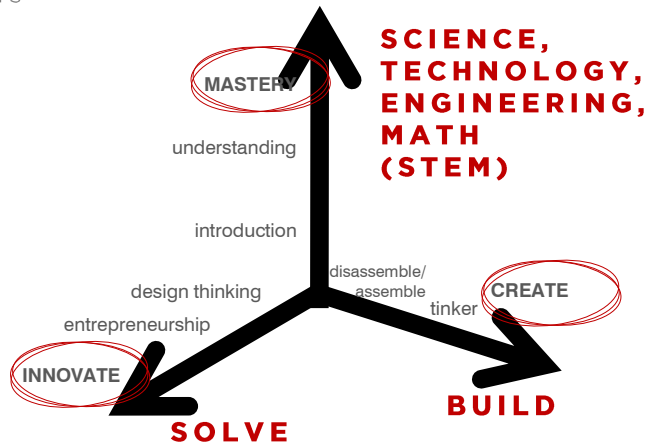 SCIENCE,
TECHNOLOGY,
ENGINEERING,
MATH
(STEM)
MASTERY
understanding
introduction
disassemble/
assemble
design thinking
CREATE
tinker
entrepreneurship
INNOVATE
BUILD
SOLVE